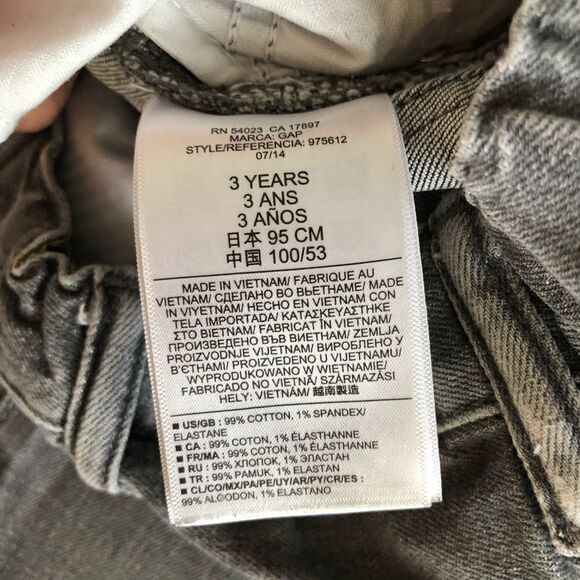 RN 54023 CA 17897
MARCA: GAP
STYLE/REFERENCIA: 975612
07/14
3 YEARS
3 ANS
3 AÑOS
日本 95 CM
中国 100/53
MADE IN VIETNAM/ FABRIQUE AU
VIETNAM/ СДЕЛАНО ВО ВЬЕТНАМЕ/ MADE
IN VIYETNAM/ HECHO EN VIETNAM CON
TELA IMPORTADA/ ΚΑΤΑΣΚΕΥΑΣΤΗΚΕ
ΣΤΟ ΒΙΕΤΝΑΜ/ FABRICAT ÎN VIETNAM/
ПРОИЗВЕДЕНО ВЪВ ВИЕТНАМ/ ZEMLJA
PROIZVODNJE VIJETNAM/ ВИРОБЛЕНО У
В'ЄТНАМІ/ PROIZVEDENO U VIJETNAMU/
WYPRODUKOWANO W WIETNAMIE/
FABRICADO NO VIETNÃ/ SZÁRMAZÁSI
HELY: VIETNÁM/ 越南製造
■ US/GB : 99% COTTON, 1% SPANDEX/
ELASTANE
■ CA : 99% COTON, 1% ÉLASTHANNE
■ FR/MA : 99% COTON, 1% ÉLASTHANNE
■ RU : 99% ХЛОПОК, 1% ЭЛАСТАН
■ TR : 99% PAMUK, 1% ELASTAN
■ CL/CO/MX/PA/PE/UY/AR/PY/CR/ES :
99% ALGODON, 1% ELASTANO